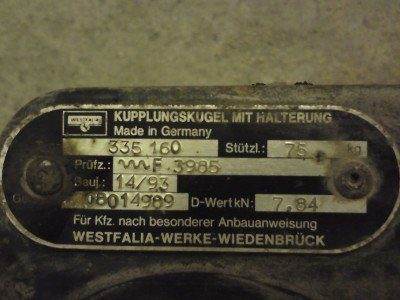 WESTFALIA KUPPLUNGSKUGEL MIT HALTERUNG
Made in Germany
335 160 Stützl.: 75 kg
Prüfz.: F 3985
Bauj.: 14/93
08014989 D-Wert kN: 7,84
Für Kfz. nach besonderer Anbauanweisung
WESTFALIA-WERKE-WIEDENBRÜCK